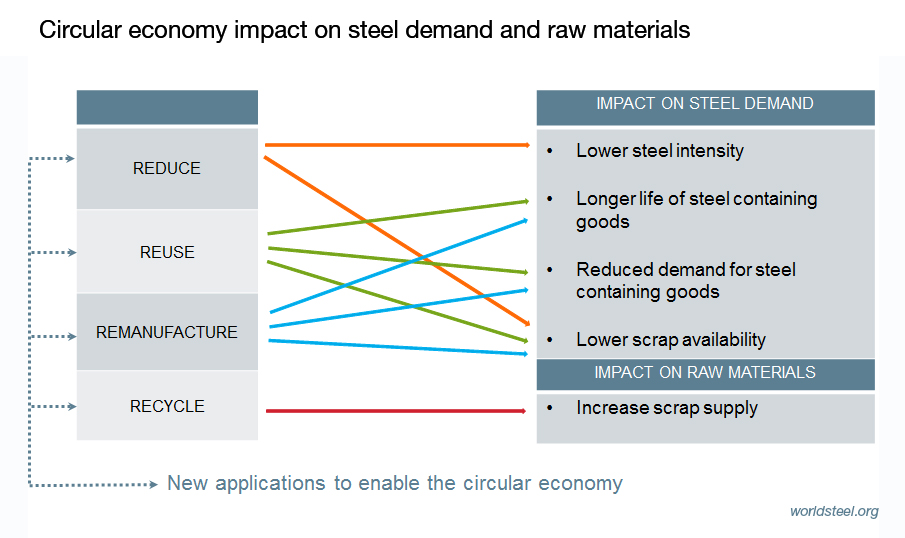 Circular economy impact on steel demand and raw materials
IMPACT ON STEEL DEMAND
REDUCE
REUSE
REMANUFACTURE
RECYCLE
• Lower steel intensity
• Longer life of steel containing
goods
• Reduced demand for steel
containing goods
• Lower scrap availability
IMPACT ON RAW MATERIALS
• Increase scrap supply
New applications to enable the circular economy
worldsteel.org